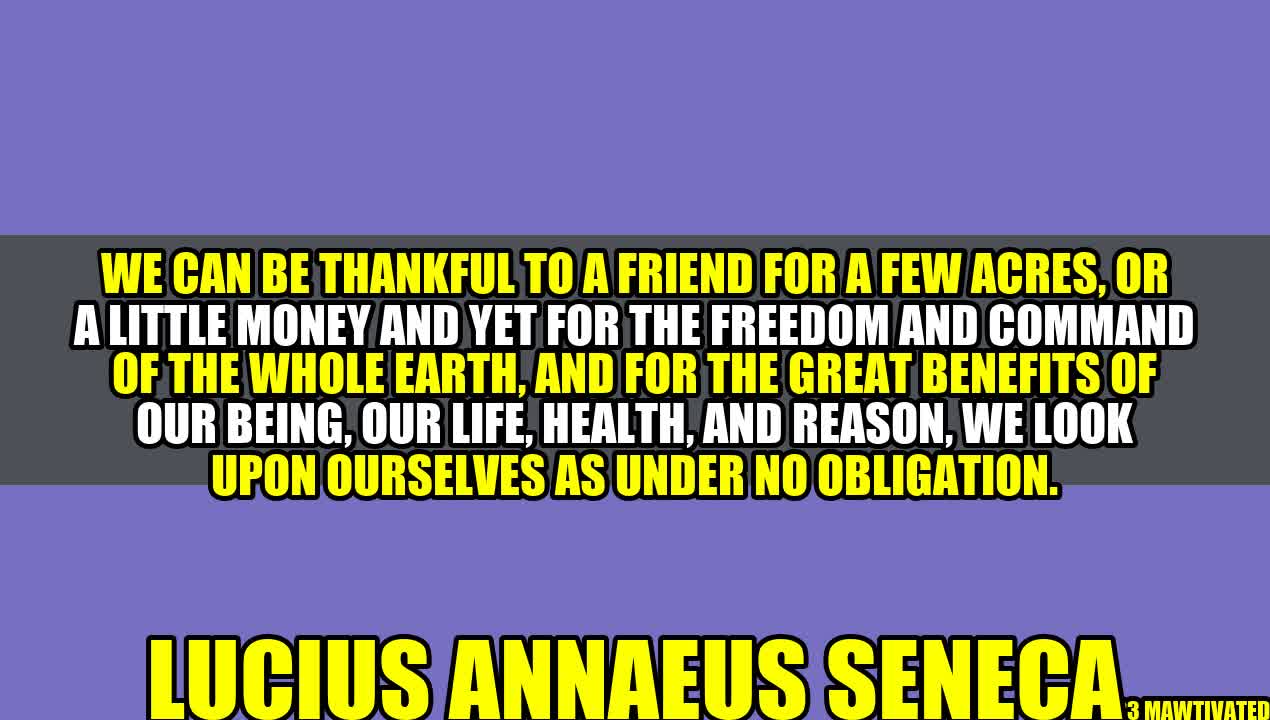 WE CAN BE THANKFUL TO A FRIEND FOR A FEW ACRES, OR
A LITTLE MONEY AND YET FOR THE FREEDOM AND COMMAND
OF THE WHOLE EARTH, AND FOR THE GREAT BENEFITS OF
OUR BEING, OUR LIFE, HEALTH, AND REASON, WE LOOK
UPON OURSELVES AS UNDER NO OBLIGATION.
LUCIUS ANNAEUS SENECA
3 MAWTIVATED